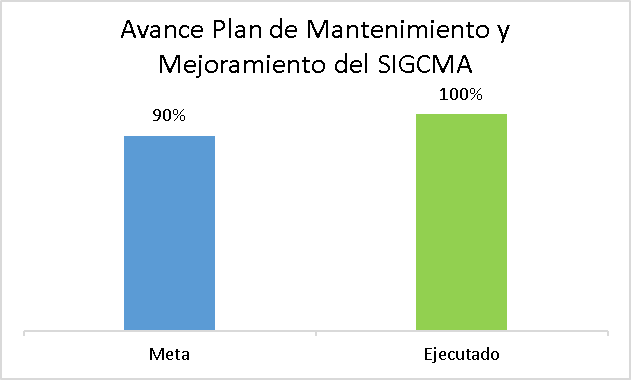 Avance Plan de Mantenimiento y
Mejoramiento del SIGCMA
90%
100%
Meta
Ejecutado